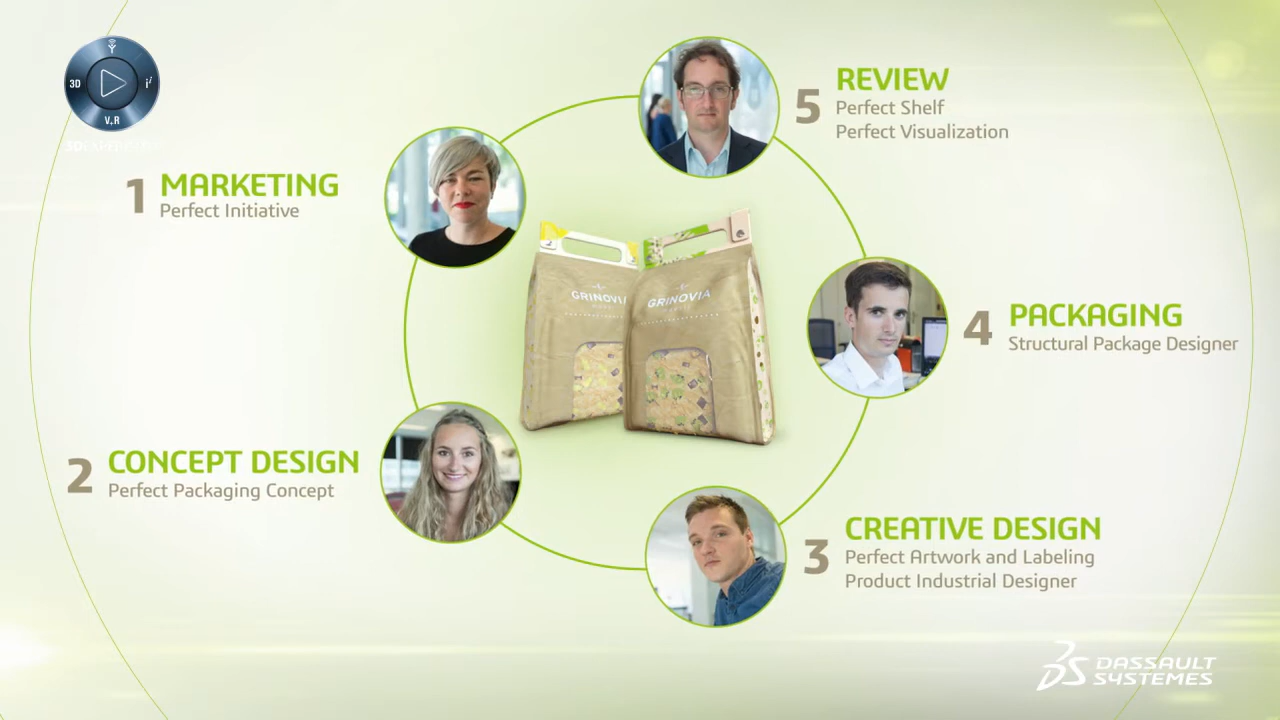 3D
V,R
3DEXPERIENCE
1 MARKETING
Perfect Initiative
2 CONCEPT DESIGN
Perfect Packaging Concept
3 CREATIVE DESIGN
Perfect Artwork and Labeling
Product Industrial Designer
4 PACKAGING
Structural Package Designer
5 REVIEW
Perfect Shelf
Perfect Visualization
GRINOVIA
GRINOVIA
DASSAULT
SYSTEMES